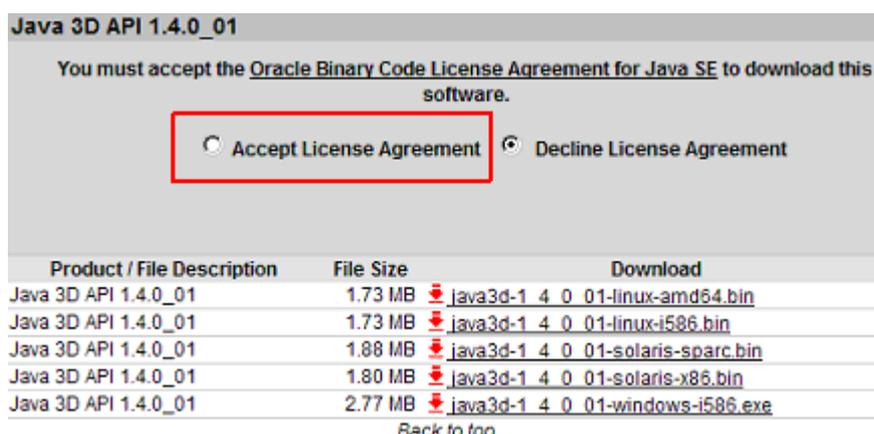 Java 3D API 1.4.0_01
You must accept the Oracle Binary Code License Agreement for Java SE to download this
software.
Accept License Agreement Decline License Agreement
Product / File Description File Size Download
Java 3D API 1.4.0_01 1.73 MB java3d-1_4_0_01-linux-amd64.bin
Java 3D API 1.4.0_01 1.73 MB java3d-1_4_0_01-linux-i586.bin
Java 3D API 1.4.0_01 1.88 MB java3d-1_4_0_01-solaris-sparc.bin
Java 3D API 1.4.0_01 1.80 MB java3d-1_4_0_01-solaris-x86.bin
Java 3D API 1.4.0_01 2.77 MB java3d-1_4_0_01-windows-i586.exe
Back to top